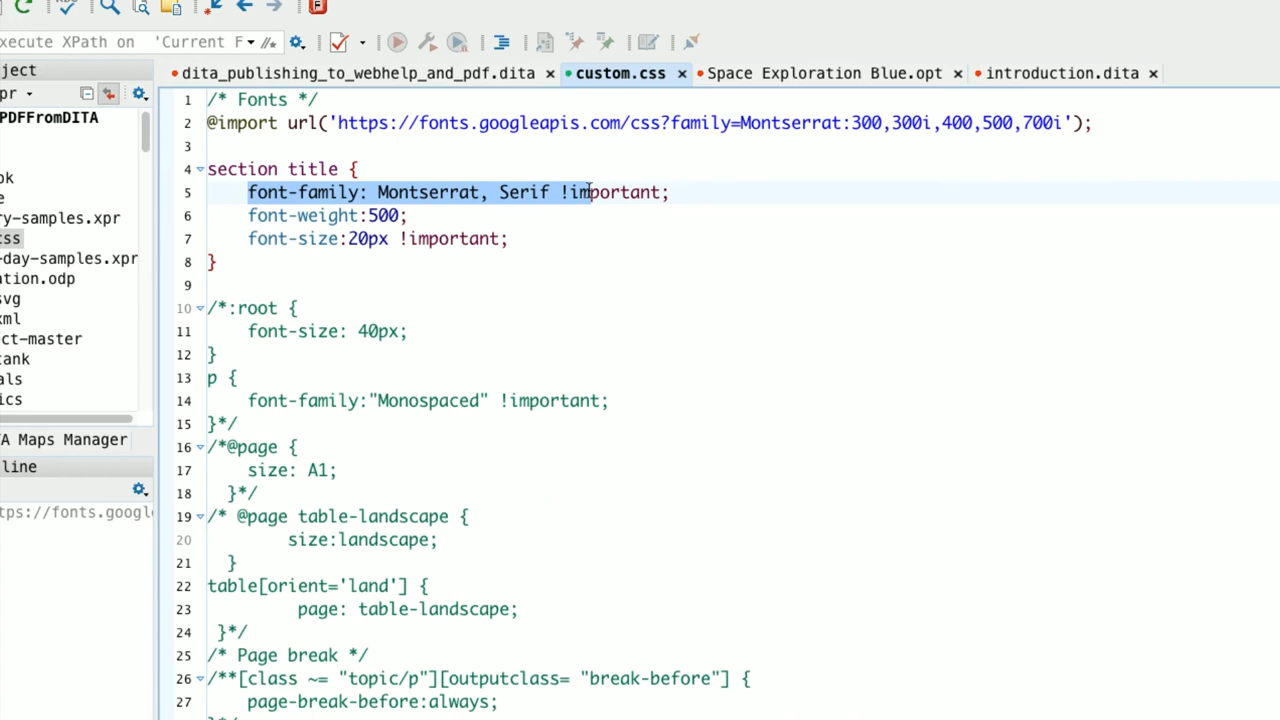 xecute XPath on 'Current F
ject
dita_publishing_to_webhelp_and_pdf.dita
custom.css
Space Exploration Blue.opt
introduction.dita
pr
PDFFromDITA
ok
e
ry-samples.xpr
css
-day-samples.xpr
ation.odp
svg
xml
ect-master
tank
als
ics
A Maps Manager
line
tps://fonts.googl
1 /* Fonts */
2 @import url('https://fonts.googleapis.com/css?family=Montserrat:300,300i,400,500,700i');
3
4 section title {
5 font-family: Montserrat, Serif !important;
6 font-weight:500;
7 font-size:20px !important;
8 }
9
10 /*:root {
11 font-size: 40px;
12 }
13 p {
14 font-family:"Monospaced" !important;
15 }*/
16 /*@page {
17 size: A1;
18 }*/
19 /* @page table-landscape {
20 size:landscape;
21 }
22 table[orient='land'] {
23 page: table-landscape;
24 }*/
25 /* Page break */
26 /**[class ~= "topic/p"][outputclass= "break-before"] {
27 page-break-before:always;